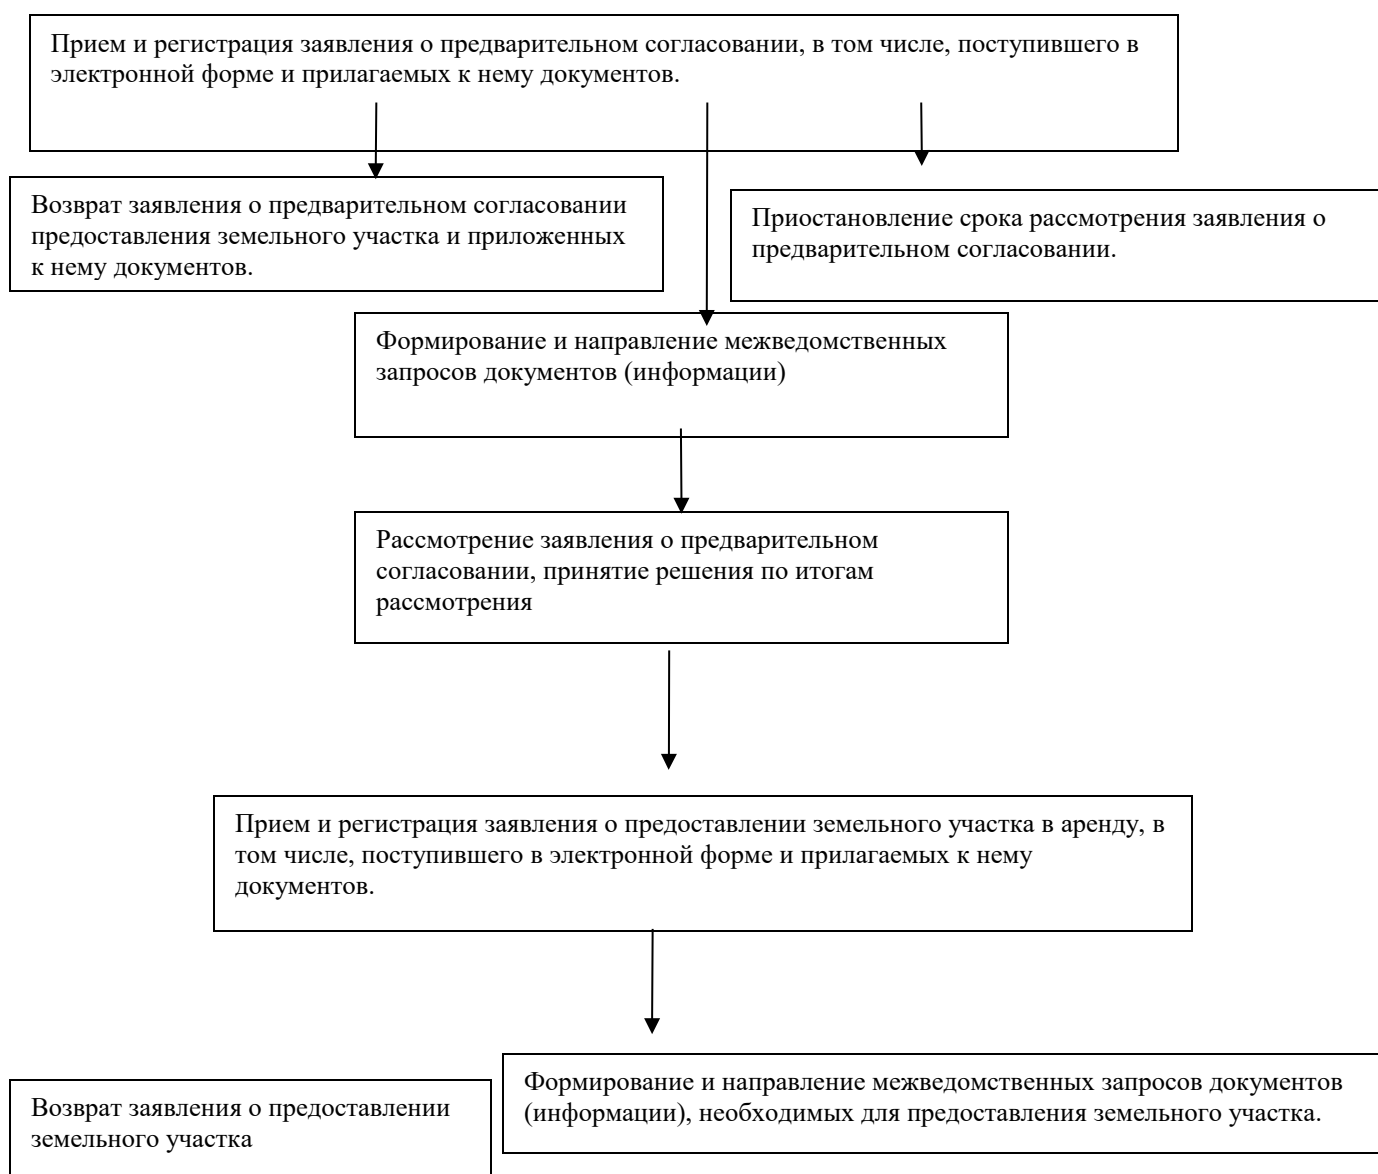 Прием и регистрация заявления о предварительном согласовании, в том числе, поступившего в
электронной форме и прилагаемых к нему документов.
Возврат заявления о предварительном согласовании
предоставления земельного участка и приложенных
к нему документов.
Приостановление срока рассмотрения заявления о
предварительном согласовании.
Формирование и направление межведомственных
запросов документов (информации)
Рассмотрение заявления о предварительном
согласовании, принятие решения по итогам
рассмотрения
Прием и регистрация заявления о предоставлении земельного участка в аренду, в
том числе, поступившего в электронной форме и прилагаемых к нему
документов.
Возврат заявления о предоставлении
земельного участка
Формирование и направление межведомственных запросов документов
(информации), необходимых для предоставления земельного участка.